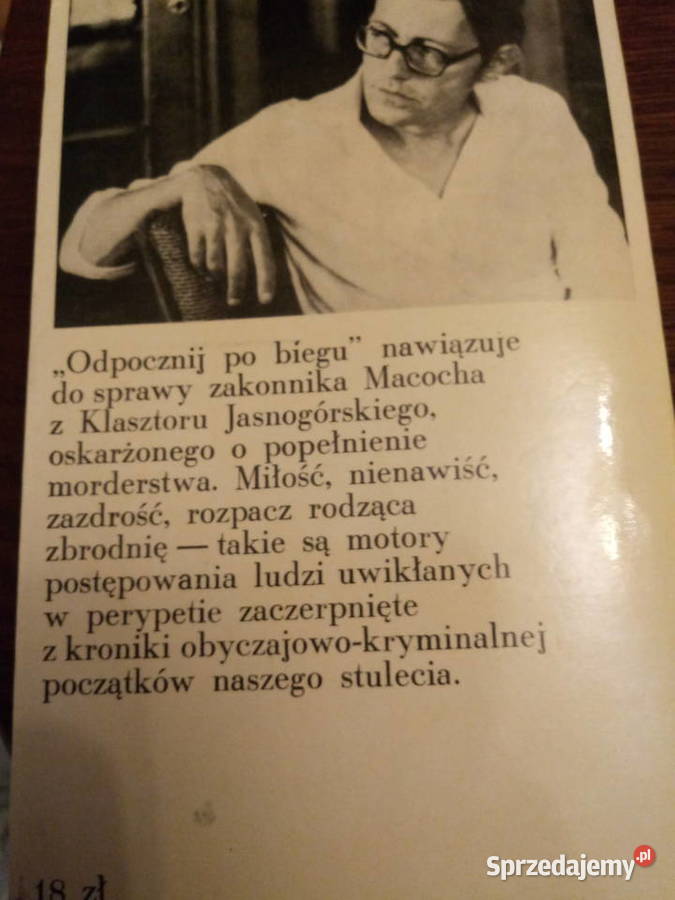 „Odpocznij po biegu” nawiązuje
do sprawy zakonnika Macocha
z Klasztoru Jasnogórskiego,
oskarżonego o popełnienie
morderstwa. Miłość, nienawiść,
zazdrość, rozpacz rodząca
zbrodnię — takie są motory
postępowania ludzi uwikłanych
w perypetie zaczerpnięte
z kroniki obyczajowo-kryminalnej
początków naszego stulecia.
18 zł
Sprzedajemy.pl